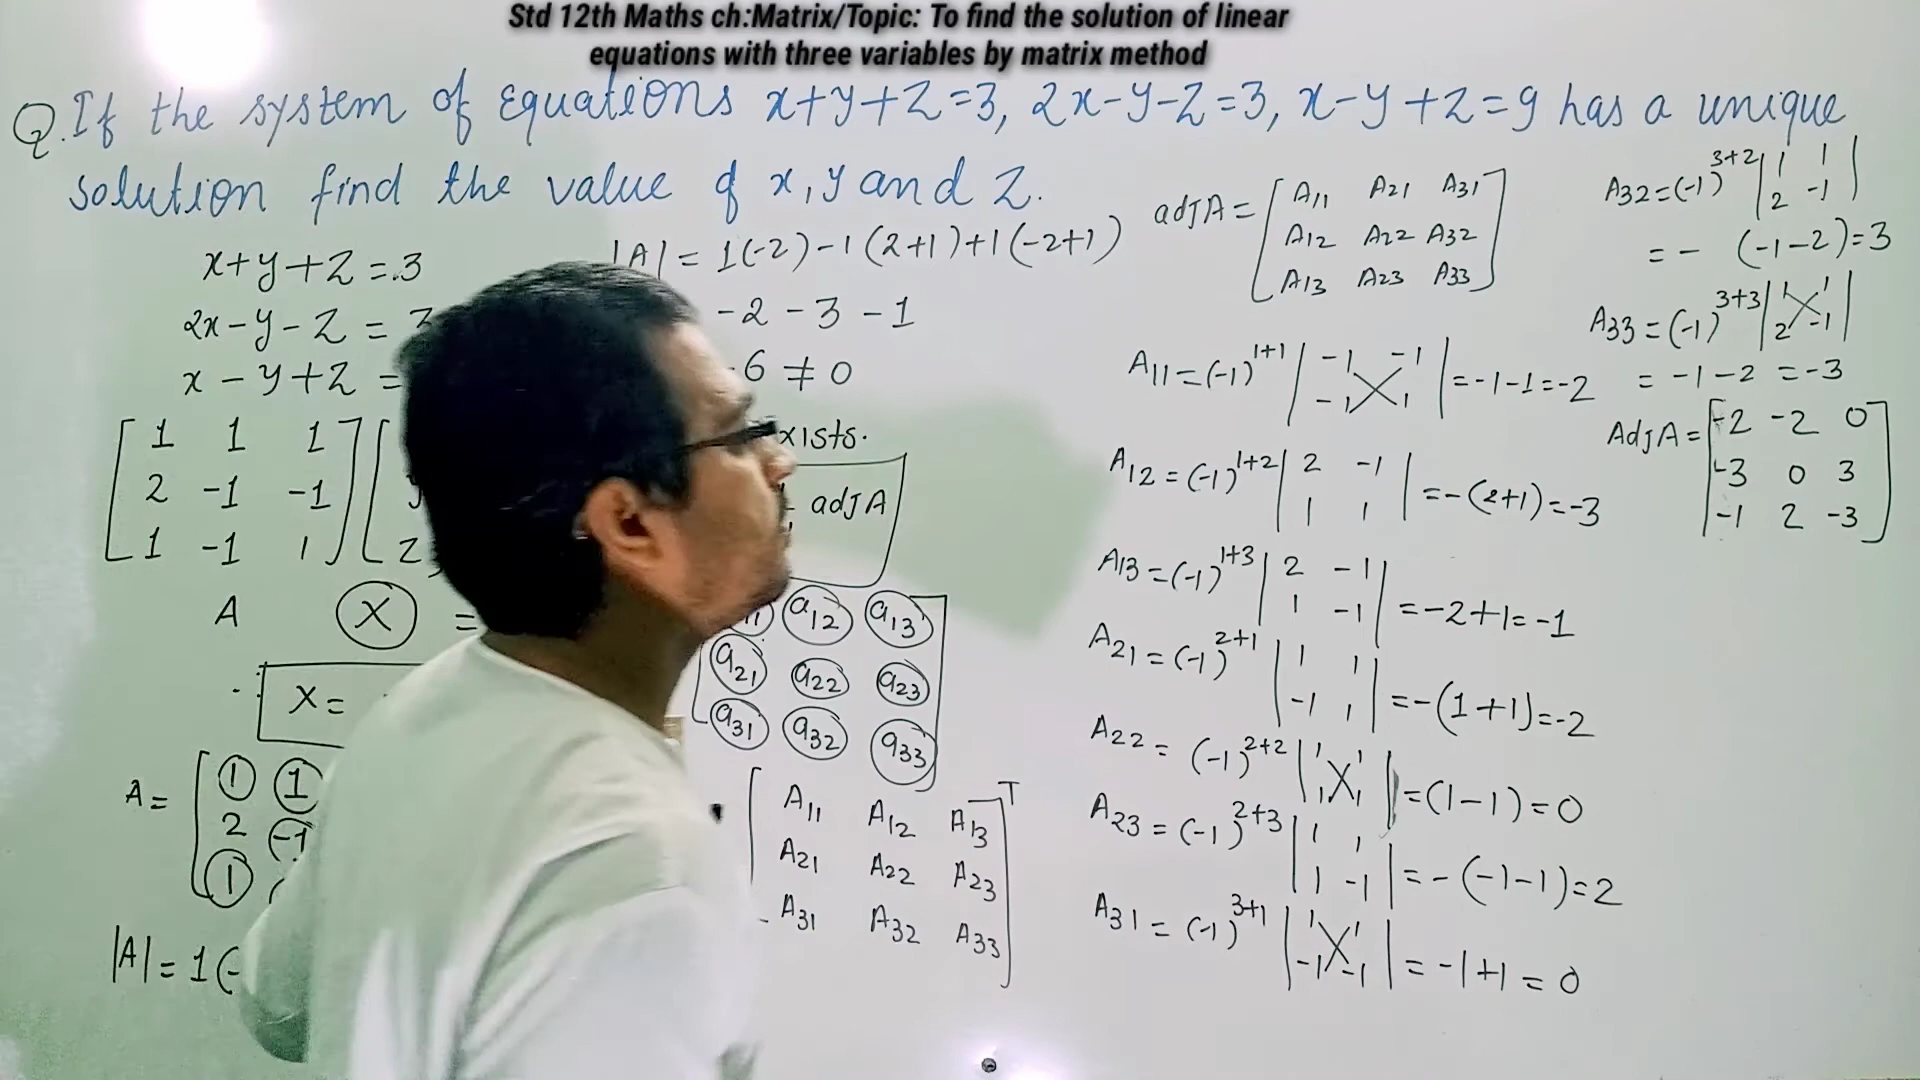 Std 12th Maths ch:Matrix/Topic: To find the solution of linear
equations with three variables by matrix method
Q. If the system of Equations x+y+z=3, 2x-y-z=3, x-y+z=9 has a unique
solution find the value of x, y and z.
x+y+z=3
2x-y-z=3
x-y+z=
1 1 1
2 -1 -1
1 -1 1
z
A X =
X=
A=
1 1
2 -1
1
|A|=1(-
|A|=1(-2)-1(2+1)+1(-2+1)
-2-3-1
6≠0
xists.
adjA
a12 a13
a21 a22 a23
a31 a32 a33
A11 A12 A13 T
A21 A22 A23
A31 A32 A33
adjA=
A11 A21 A31
A12 A22 A32
A13 A23 A33
A11=(-1)^1+1 | -1 -1
-1 1 | =-1-1=-2
A12=(-1)^1+2 | 2 -1
1 1 | =-(2+1)=-3
A13=(-1)^1+3 | 2 -1
1 -1 | =-2+1=-1
A21=(-1)^2+1 | 1 1
-1 1 | =-(1+1)=-2
A22=(-1)^2+2 | 1 1
1 1 | =(1-1)=0
A23=(-1)^2+3 | 1 1
1 -1 | =-(-1-1)=2
A31=(-1)^3+1 | 1 1
-1 -1 | =-1+1=0
A32=(-1)^3+2 | 1 1
2 -1 |
=-(-1-2)=3
A33=(-1)^3+3 | 1 1
2 -1 |
=-1-2=-3
AdjA=
-2 -2 0
-3 0 3
-1 2 -3